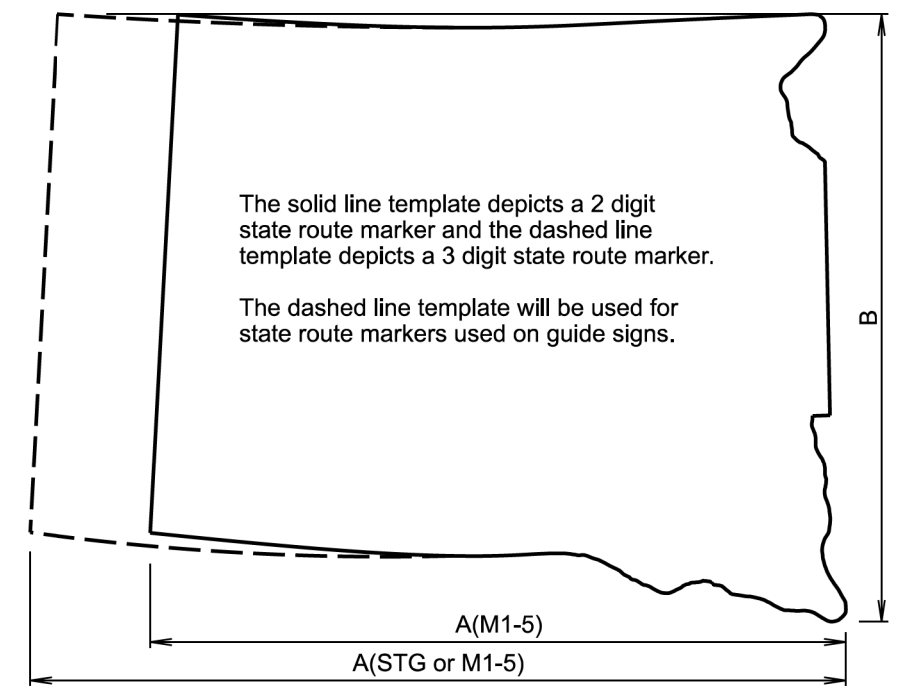 The solid line template depicts a 2 digit
state route marker and the dashed line
template depicts a 3 digit state route marker.
The dashed line template will be used for
state route markers used on guide signs.
B
A(M1-5)
A(STG or M1-5)